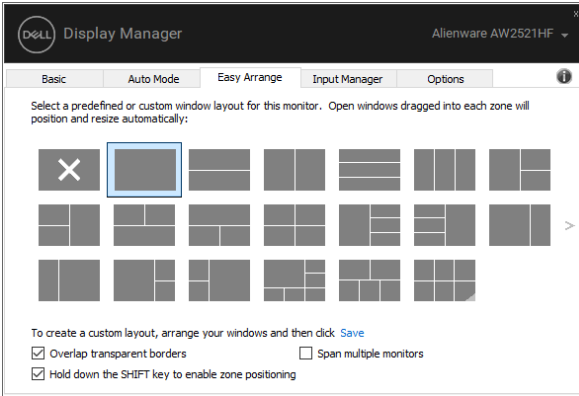 DELL Display Manager
Alienware AW2521HF
Basic
Auto Mode
Easy Arrange
Input Manager
Options
Select a predefined or custom window layout for this monitor. Open windows dragged into each zone will
position and resize automatically:
To create a custom layout, arrange your windows and then click Save
Overlap transparent borders
Span multiple monitors
Hold down the SHIFT key to enable zone positioning